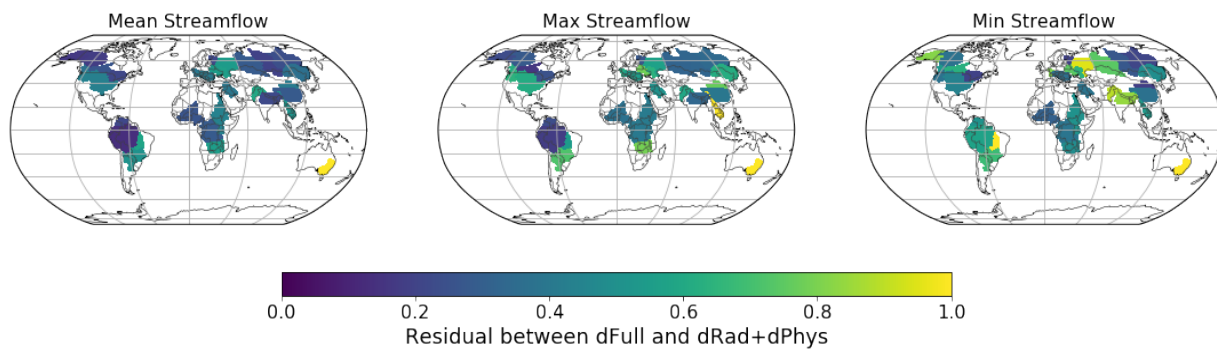 Mean Streamflow
Max Streamflow
Min Streamflow
0.0 0.2 0.4 0.6 0.8 1.0
Residual between dFull and dRad+dPhys